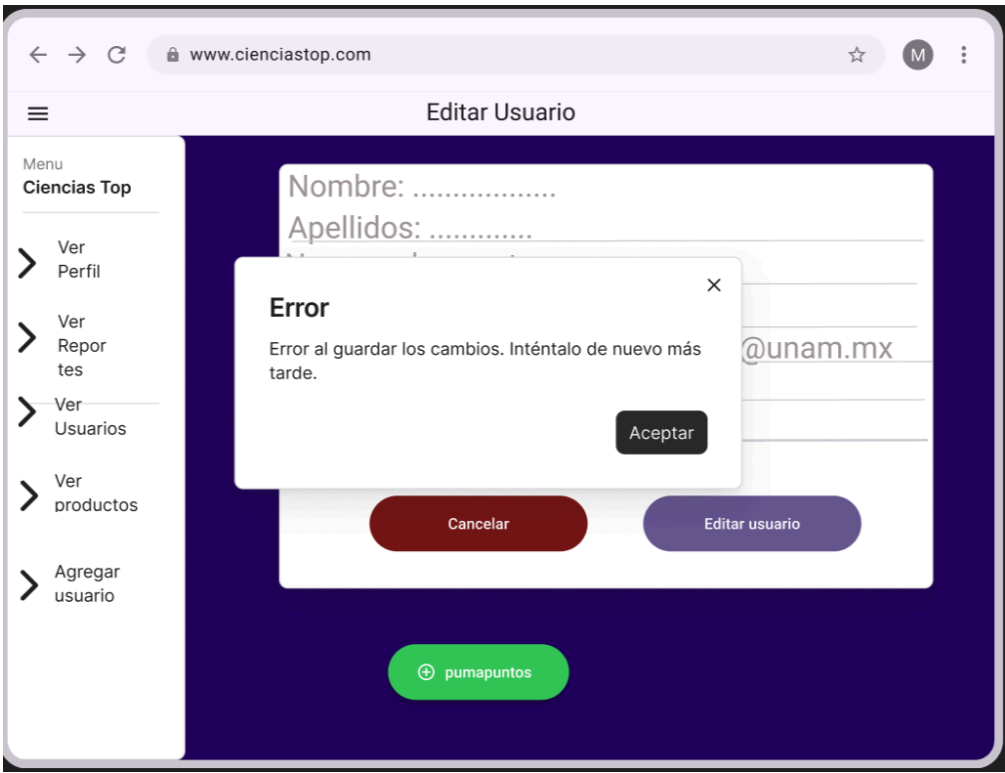 www.cienciastop.com
M
Editar Usuario
Menu
Ciencias Top
Ver
Perfil
Ver
Repor
tes
Ver
Usuarios
Ver
productos
Agregar
usuario
Nombre: ..................
Apellidos: .............
@unam.mx
Error
Error al guardar los cambios. Inténtalo de nuevo más
tarde.
Aceptar
Cancelar
Editar usuario
pumapuntos